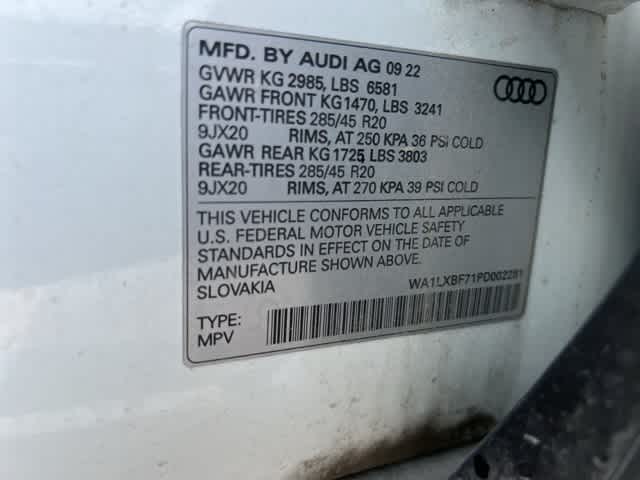 MFD. BY AUDI AG 09 22
GVWR KG 2985, LBS 6581
GAWR FRONT KG1470, LBS 3241
FRONT-TIRES 285/45 R20
9JX20 RIMS, AT 250 KPA 36 PSI COLD
GAWR REAR KG 1725, LBS 3803
REAR-TIRES 285/45 R20
9JX20 RIMS, AT 270 KPA 39 PSI COLD
THIS VEHICLE CONFORMS TO ALL APPLICABLE
U.S. FEDERAL MOTOR VEHICLE SAFETY
STANDARDS IN EFFECT ON THE DATE OF
MANUFACTURE SHOWN ABOVE.
SLOVAKIA
WA1LXBF71PD002281
TYPE:
MPV